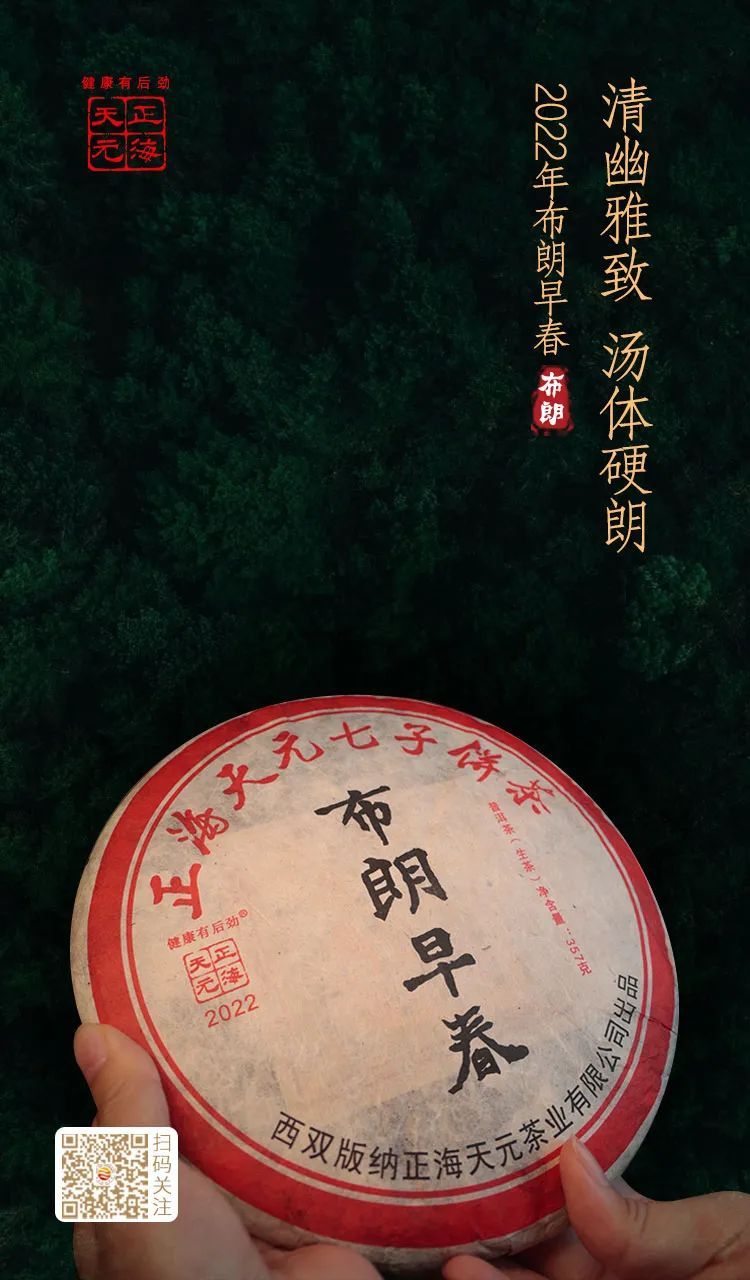 健康有后劲
正海
天元
清幽雅致 汤体硬朗
2022年布朗早春
布朗
正海天元七子饼茶
布朗早春
普洱茶(生茶)净含量:357克
健康有后劲®
正海
天元
2022
西双版纳正海天元茶业有限公司出品
扫码关注